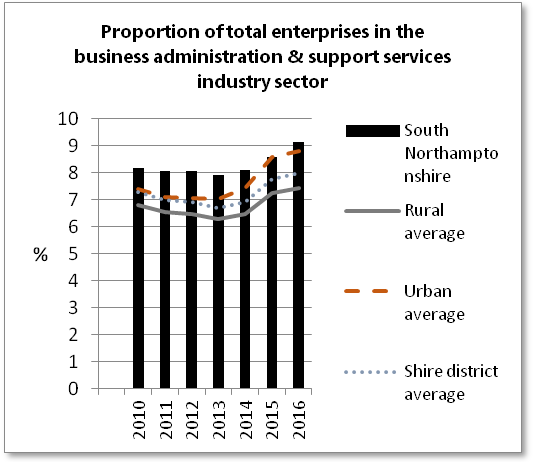 Proportion of total enterprises in the
business administration & support services
industry sector
10
9
8
7
6
5
4
3
2
1
0
%
2010
2011
2012
2013
2014
2015
2016
South
Northampto
nshire
Rural
average
Urban
average
Shire district
average